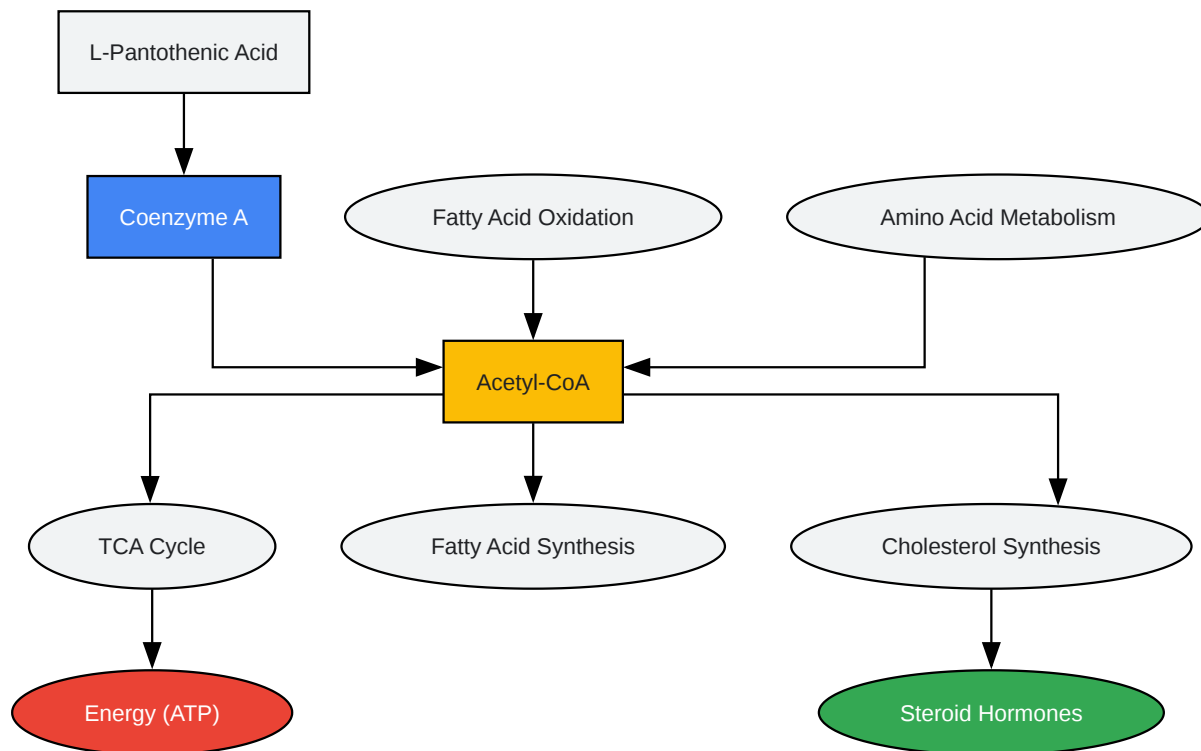 L-Pantothenic Acid
Coenzyme A
Fatty Acid Oxidation
Amino Acid Metabolism
Acetyl-CoA
TCA Cycle
Fatty Acid Synthesis
Cholesterol Synthesis
Energy (ATP)
Steroid Hormones